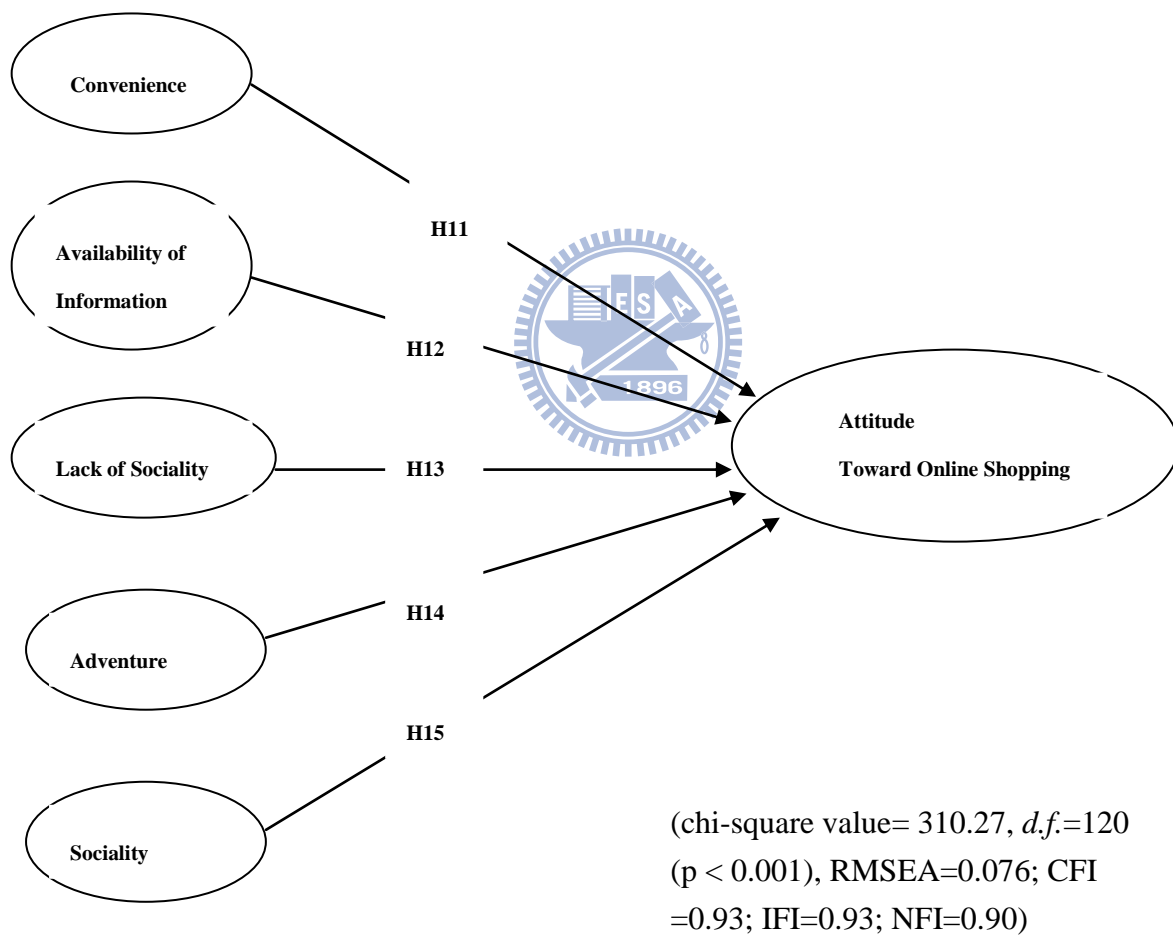 Convenience
H11
Availability of
Information
E S A
H12
1896
Attitude
Toward Online Shopping
Lack of Sociality
H13
Adventure
H14
H15
Sociality
(chi-square value= 310.27, d.f.=120
(p < 0.001), RMSEA=0.076; CFI
=0.93; IFI=0.93; NFI=0.90)